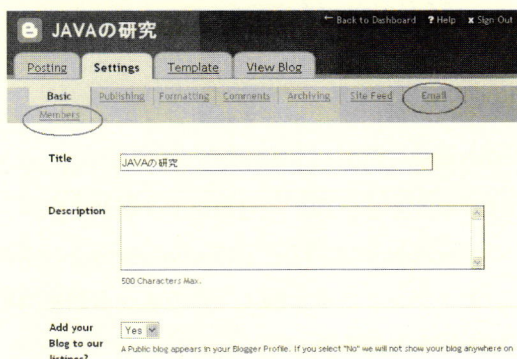 JAVAの研究
← Back to Dashboard ? Help x Sign Out
Posting Settings Template View Blog
Basic Publishing Formatting Comments Archiving Site Feed Email
Members
Title JAVAの研究
Description
500 Characters Max.
Add your Blog to our listings? Yes
A Public blog appears in your Blogger Profile. If you select "No" we will not show your blog anywhere on